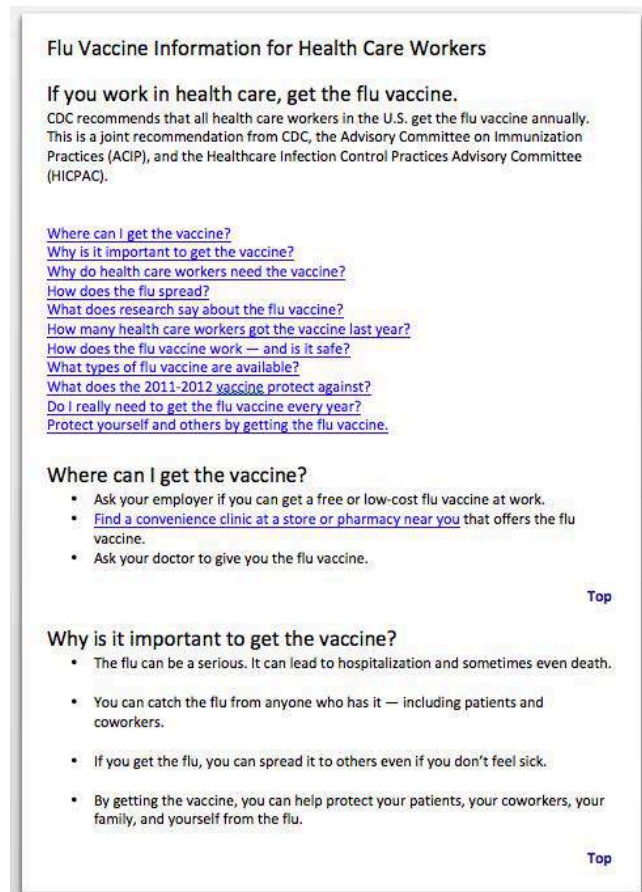 Flu Vaccine Information for Health Care Workers
If you work in health care, get the flu vaccine.
CDC recommends that all health care workers in the U.S. get the flu vaccine annually.
This is a joint recommendation from CDC, the Advisory Committee on Immunization
Practices (ACIP), and the Healthcare Infection Control Practices Advisory Committee
(HICPAC).
Where can I get the vaccine?
Why is it important to get the vaccine?
Why do health care workers need the vaccine?
How does the flu spread?
What does research say about the flu vaccine?
How many health care workers got the vaccine last year?
How does the flu vaccine work — and is it safe?
What types of flu vaccine are available?
What does the 2011-2012 vaccine protect against?
Do I really need to get the flu vaccine every year?
Protect yourself and others by getting the flu vaccine.
Where can I get the vaccine?
• Ask your employer if you can get a free or low-cost flu vaccine at work.
• Find a convenience clinic at a store or pharmacy near you that offers the flu
vaccine.
• Ask your doctor to give you the flu vaccine.
Top
Why is it important to get the vaccine?
• The flu can be a serious. It can lead to hospitalization and sometimes even death.
• You can catch the flu from anyone who has it — including patients and
coworkers.
• If you get the flu, you can spread it to others even if you don’t feel sick.
• By getting the vaccine, you can help protect your patients, your coworkers, your
family, and yourself from the flu.
Top